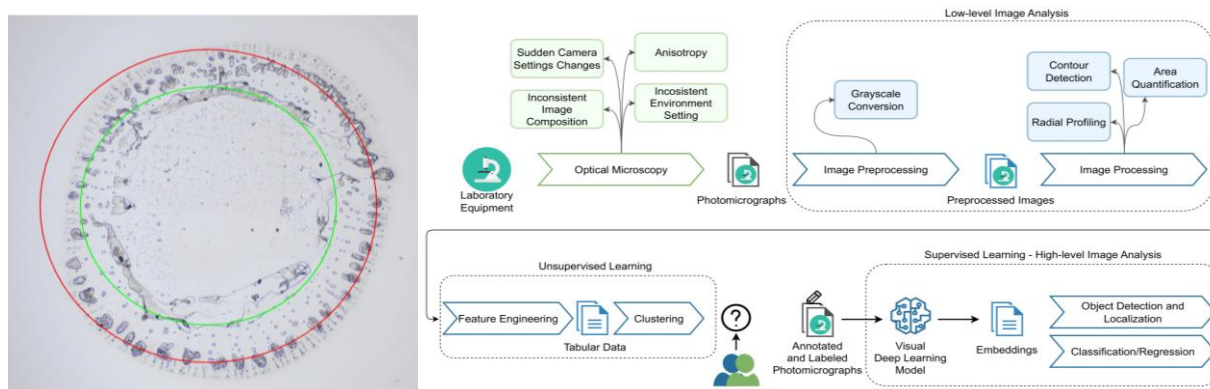 Low-level Image Analysis
Sudden Camera
Settings Changes
Anisotropy
Inconsistent
Image
Composition
Incosistent
Environment
Setting
Grayscale
Conversion
Contour
Detection
Area
Quantification
Radial Profiling
Laboratory
Equipment
Optical Microscopy
Photomicrographs
Image Preprocessing
Preprocessed Images
Image Processing
Unsupervised Learning
Feature Engineering
Clustering
Tabular Data
?
Supervised Learning - High-level Image Analysis
Annotated
and Labeled
Photomicrographs
Visual
Deep Learning
Model
Embeddings
Object Detection and
Localization
Classification/Regression